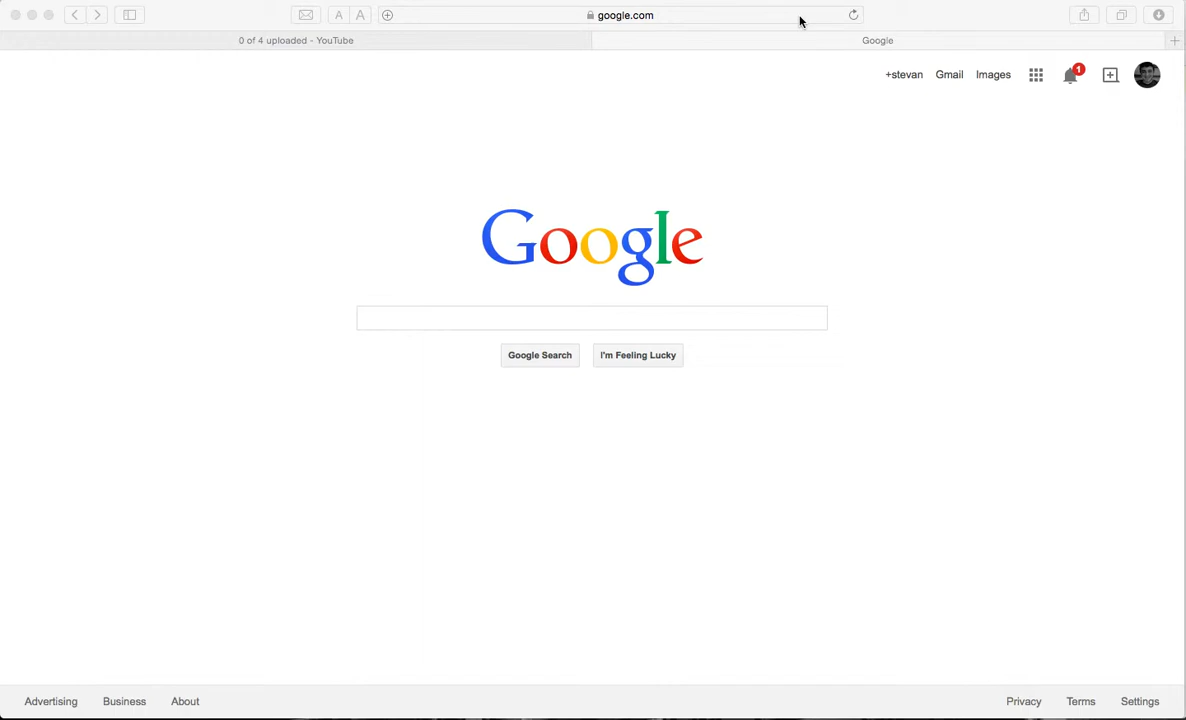 A A google.com
0 of 4 uploaded - YouTube Google
+stevan Gmail Images 1
Google
Google Search I'm Feeling Lucky
Advertising Business About Privacy Terms Settings